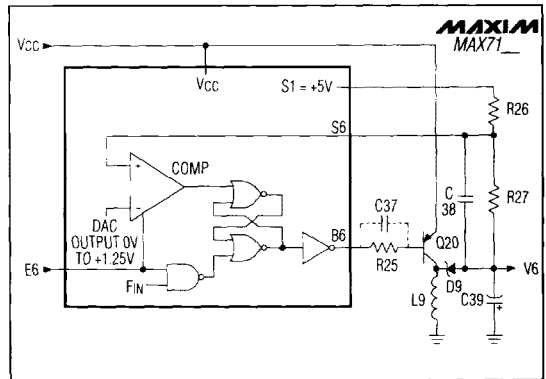 MAXIM
MAX71__
VCC
VCC
S1 = +5V
R26
S6
COMP
C37
C
38
R27
DAC
OUTPUT 0V
TO +1.25V
B6
Q20
E6
R25
V6
FIN
L9
D9
C39